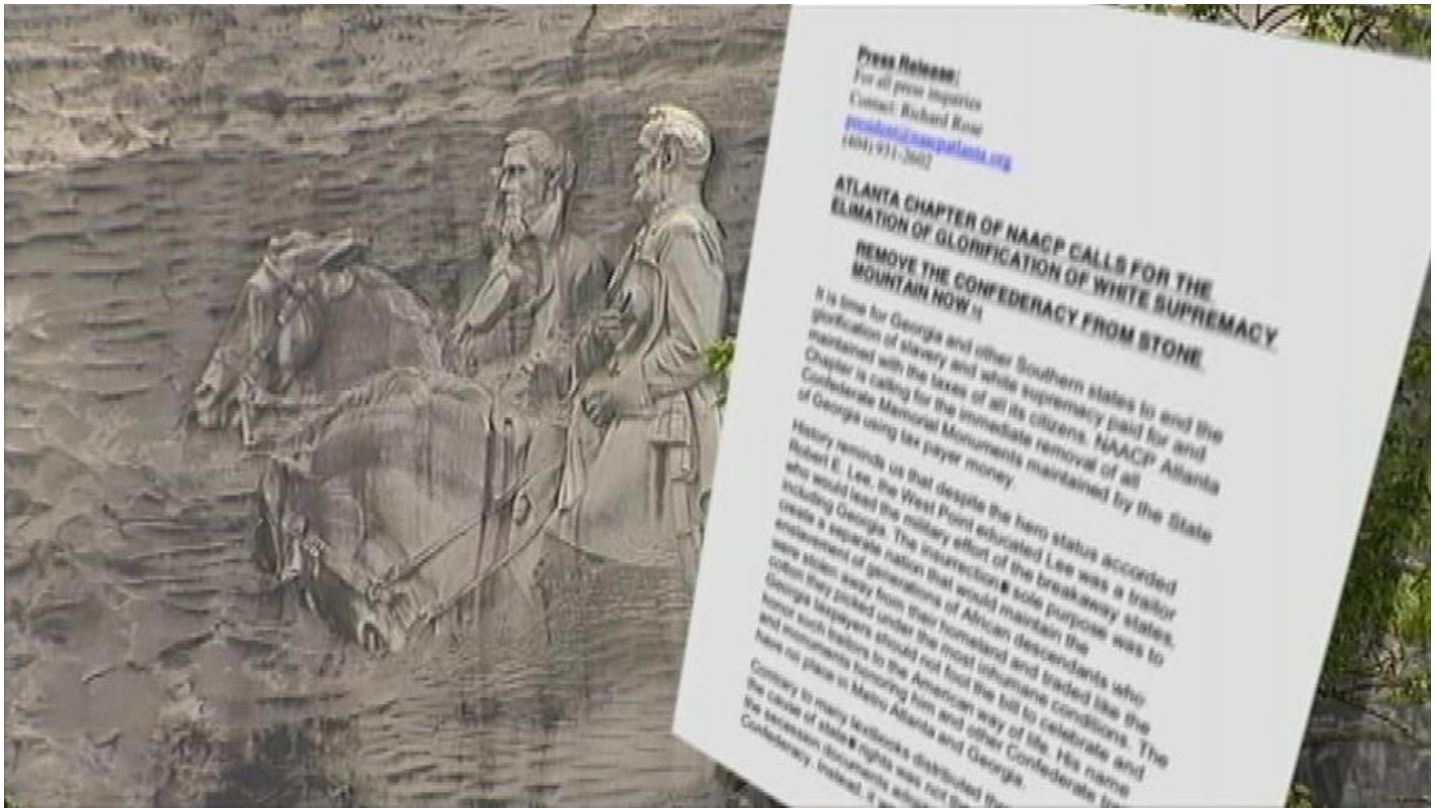 Press Release:
For all press inquiries
Contact: Richard Rose
president@naacpatlanta.org
(404) 931-2602
ATLANTA CHAPTER OF NAACP CALLS FOR THE
ELIMATION OF GLORIFICATION OF WHITE SUPREMACY
REMOVE THE CONFEDERACY FROM STONE
MOUNTAIN NOW
It is time for Georgia and other Southern states to end the
glorification of slavery and white supremacy paid for and
maintained with the taxes of all its citizens. NAACP Atlanta
Chapter is calling for the immediate removal of all
Confederate Memorial Monuments maintained by the State
of Georgia using tax payer money.
History reminds us that despite the hero status accorded
Robert E. Lee, the West Point educated Lee was a traitor
who would lead the military effort of the breakaway states,
including Georgia. The insurrection sole purpose was to
create a separate nation that would maintain the
enslavement of generations of African descendants who
were stolen away from their homeland and traded like the
cotton they picked under the most inhumane conditions. The
Georgia taxpayers should not foot the bill to celebrate and
honor such traitors to the American way of life. His name
and monuments honoring him and other Confederate
have no place in Metro Atlanta and Georgia.
Contrary to many textbooks distributed
the cause of state rights was not the
the secession documents
Confederacy. Instead, it